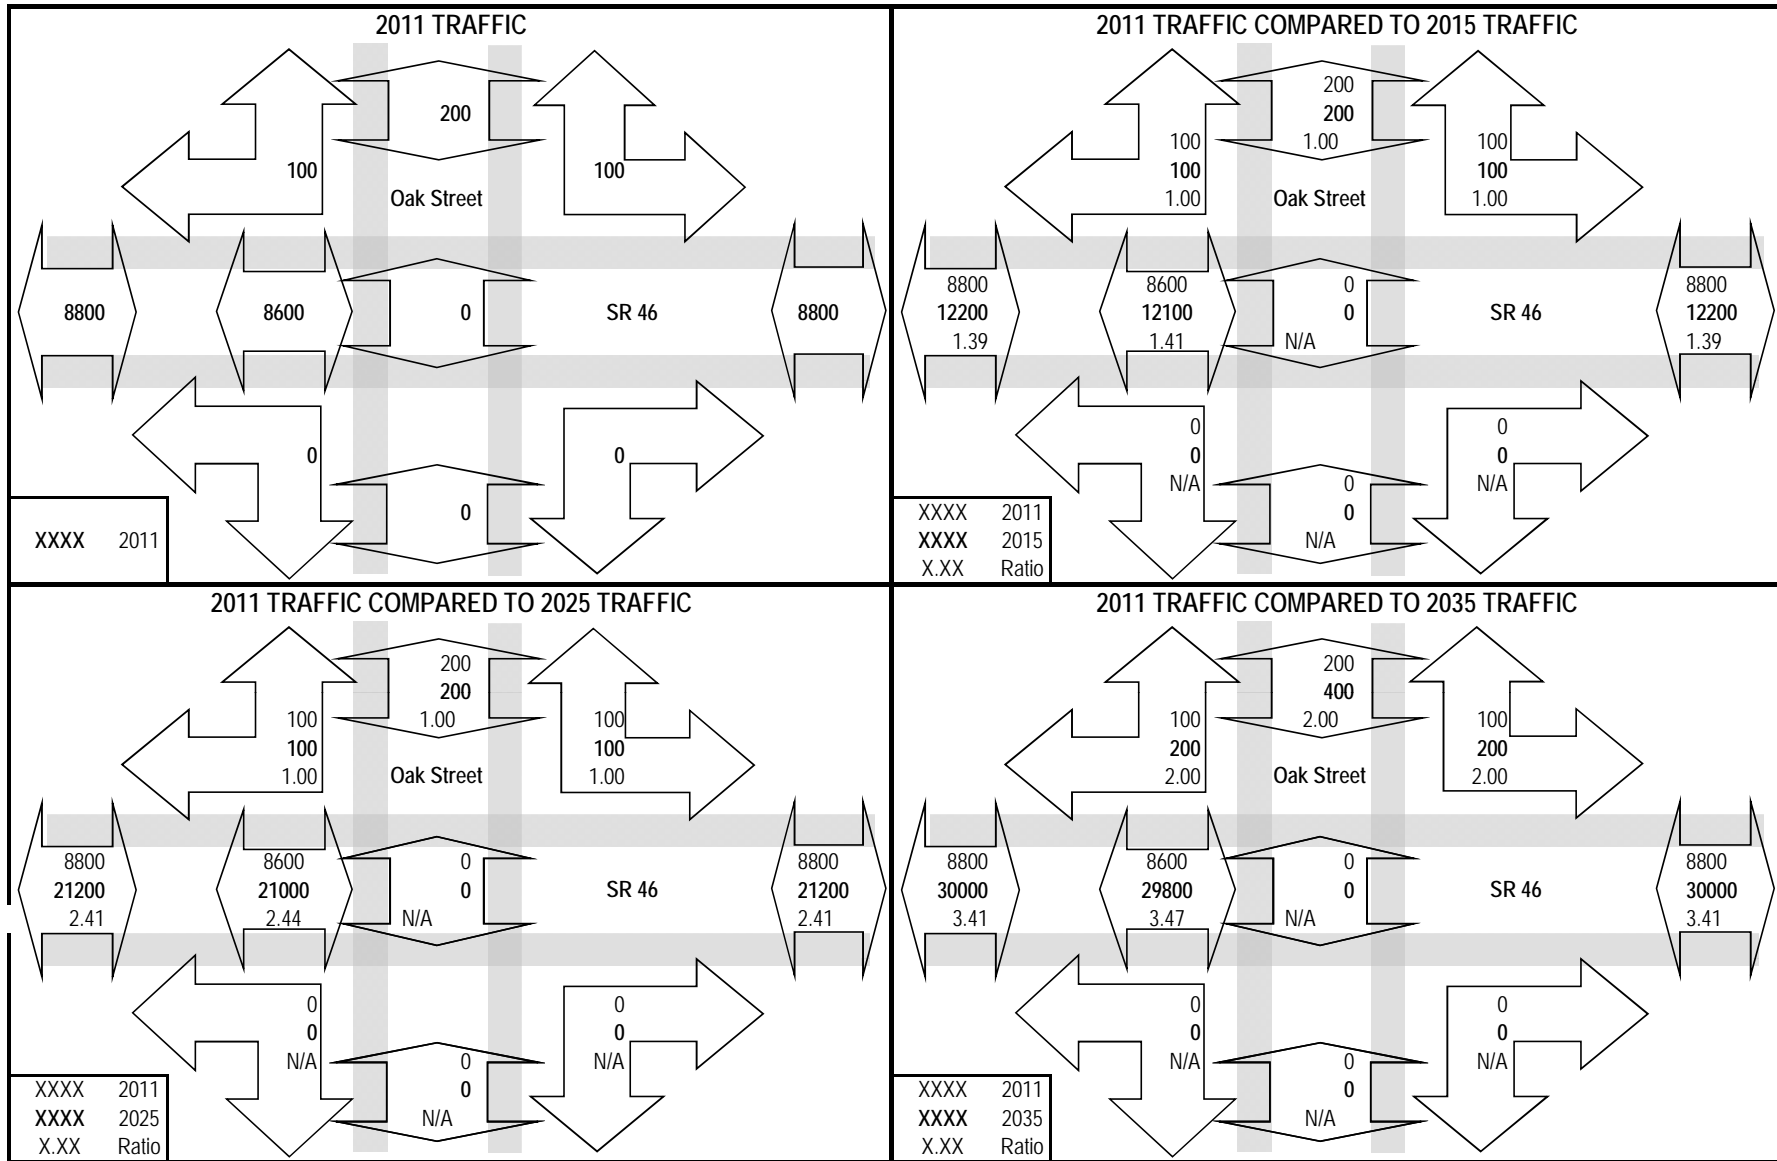 2011 TRAFFIC
200
100
100
Oak Street
8800
8600
0
SR 46
8800
0
0
0
XXXX 2011
2011 TRAFFIC COMPARED TO 2015 TRAFFIC
200
200
1.00
100
100
1.00
100
100
1.00
Oak Street
8800
12200
1.39
8600
12100
1.41
0
0
N/A
SR 46
8800
12200
1.39
0
0
N/A
0
0
N/A
0
0
N/A
XXXX 2011
XXXX 2015
X.XX Ratio
2011 TRAFFIC COMPARED TO 2025 TRAFFIC
200
200
1.00
100
100
1.00
100
100
1.00
Oak Street
8800
21200
2.41
8600
21000
2.44
0
0
N/A
SR 46
8800
21200
2.41
0
0
N/A
0
0
N/A
0
0
N/A
XXXX 2011
XXXX 2025
X.XX Ratio
2011 TRAFFIC COMPARED TO 2035 TRAFFIC
200
400
2.00
100
200
2.00
100
200
2.00
Oak Street
8800
30000
3.41
8600
29800
3.47
0
0
N/A
SR 46
8800
30000
3.41
0
0
N/A
0
0
N/A
0
0
N/A
XXXX 2011
XXXX 2035
X.XX Ratio